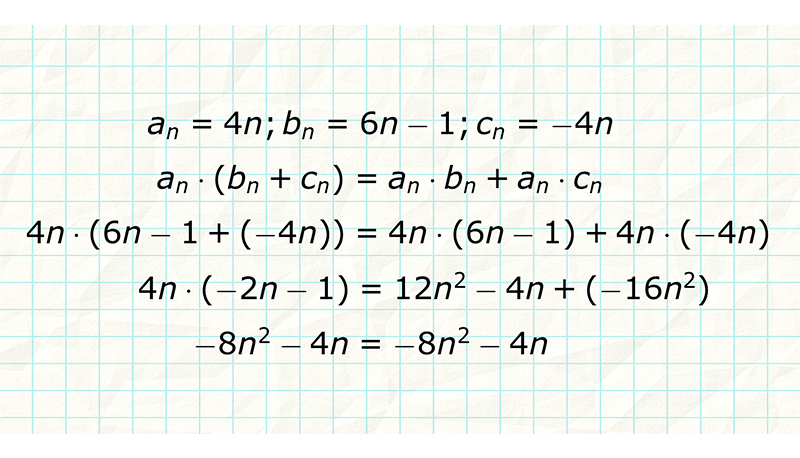 aₙ = 4n; bₙ = 6n − 1; cₙ = −4n
aₙ · (bₙ + cₙ) = aₙ · bₙ + aₙ · cₙ
4n · (6n − 1 + (−4n)) = 4n · (6n − 1) + 4n · (−4n)
4n · (−2n − 1) = 12n² − 4n + (−16n²)
−8n² − 4n = −8n² − 4n